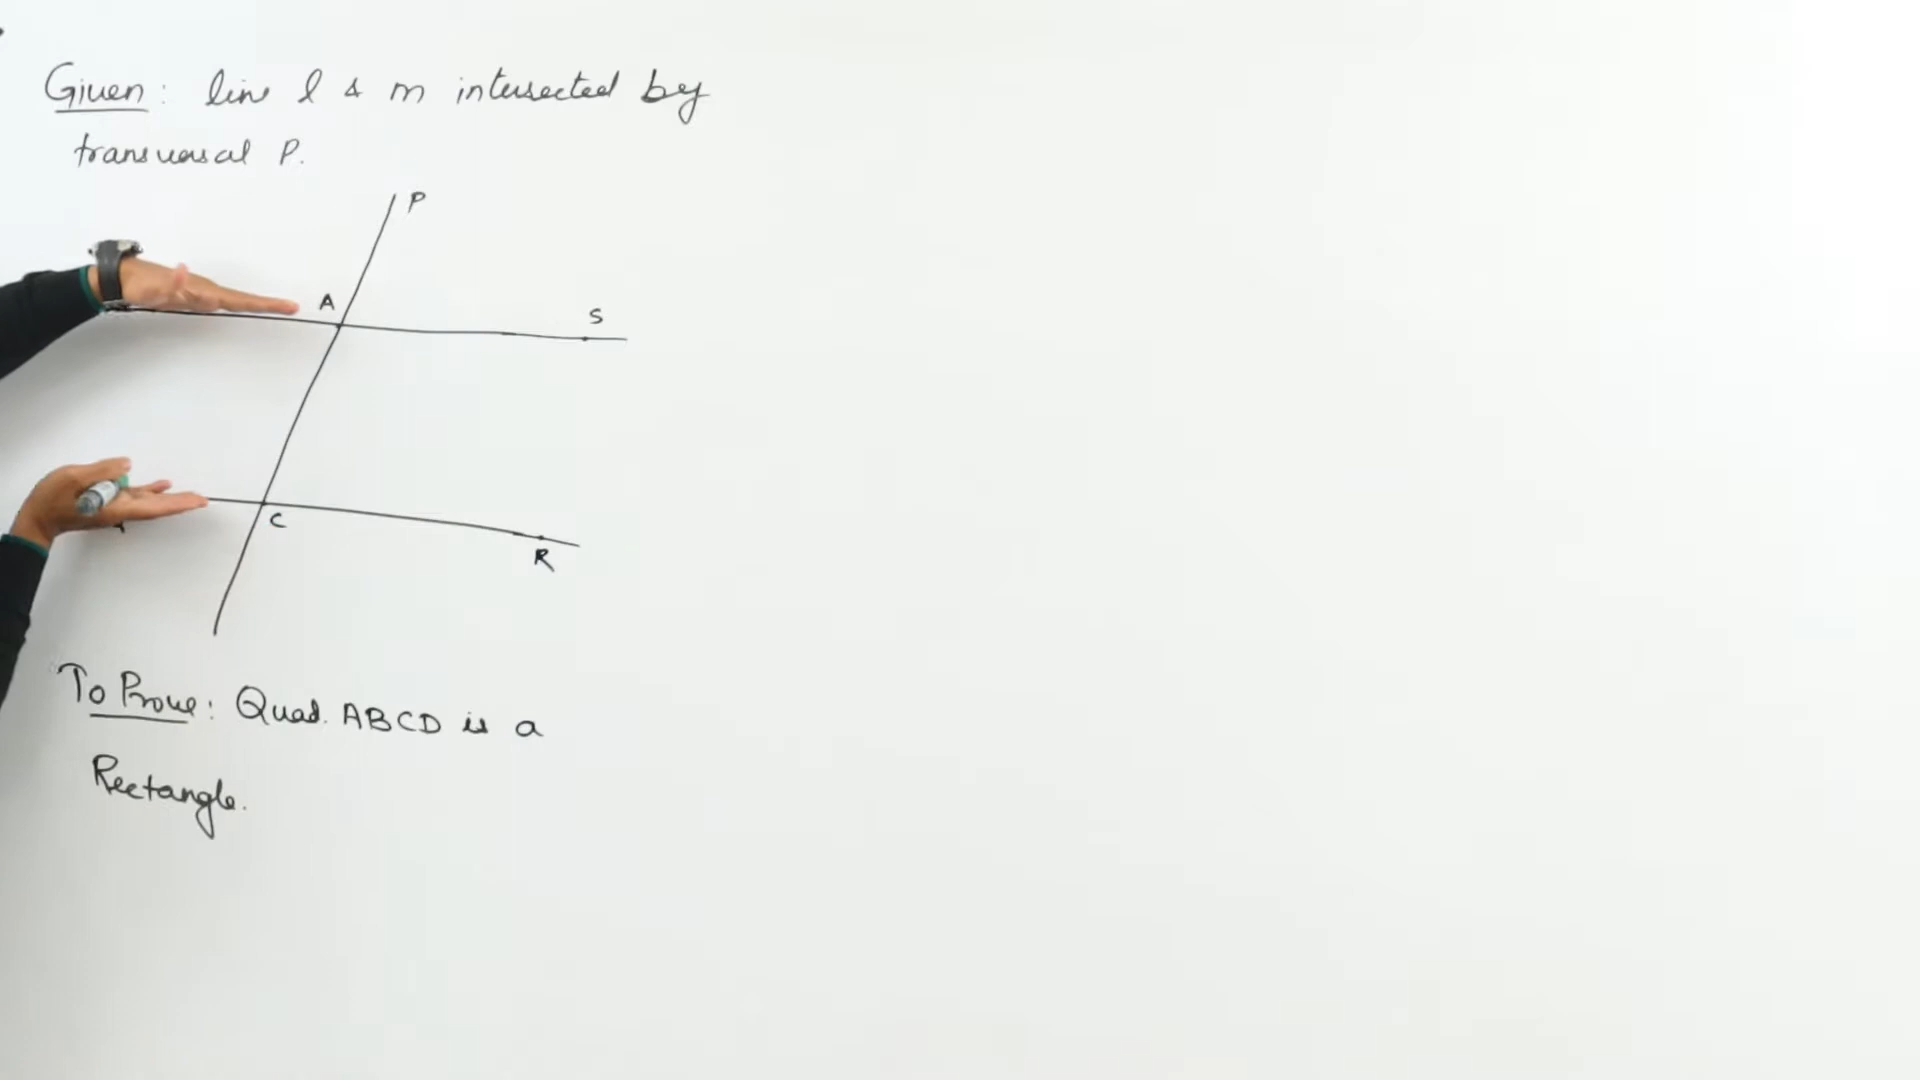 Given: line l & m intersected by
transversal P.
P
A
S
C
R
To Prove: Quad. ABCD is a
Rectangle.